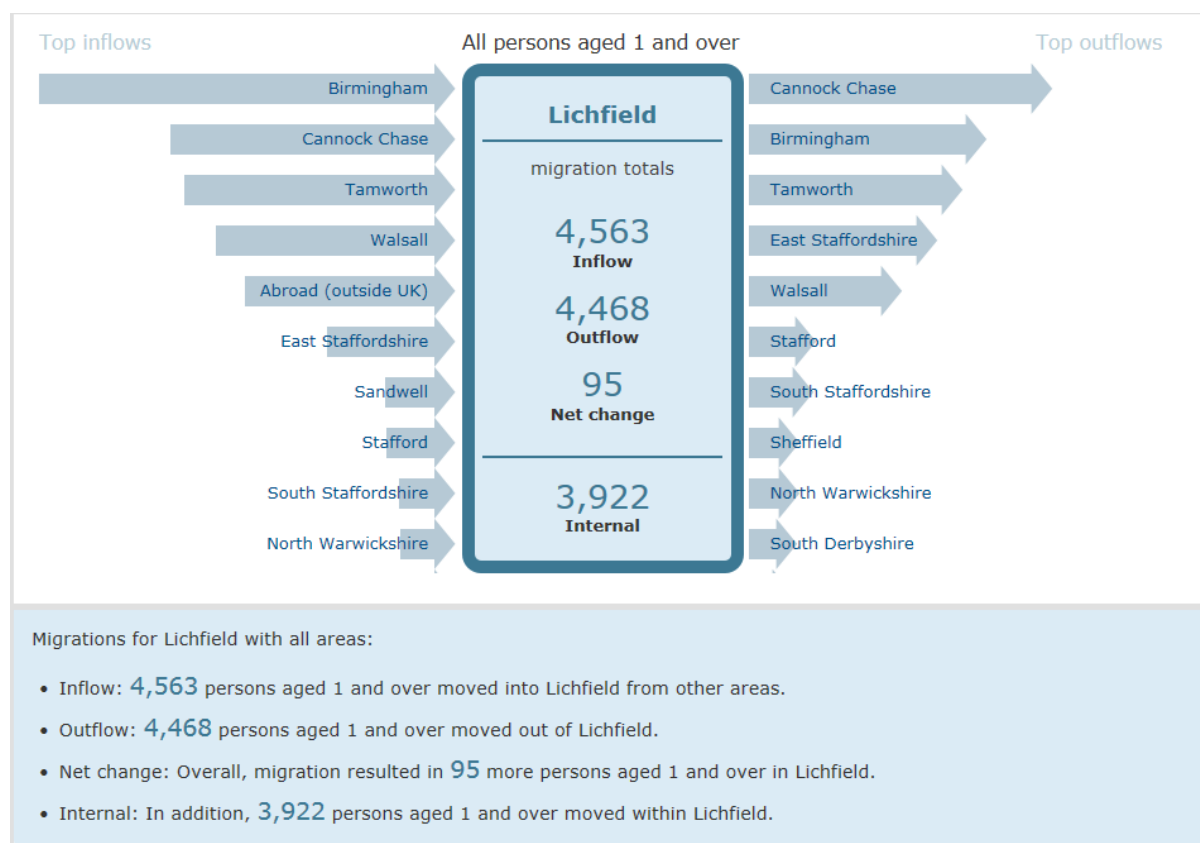 Top inflows
All persons aged 1 and over
Top outflows
Birmingham
Cannock Chase
Tamworth
Walsall
Abroad (outside UK)
East Staffordshire
Sandwell
Stafford
South Staffordshire
North Warwickshire
Lichfield
migration totals
4,563
Inflow
4,468
Outflow
95
Net change
3,922
Internal
Cannock Chase
Birmingham
Tamworth
East Staffordshire
Walsall
Stafford
South Staffordshire
Sheffield
North Warwickshire
South Derbyshire
Migrations for Lichfield with all areas:
• Inflow: 4,563 persons aged 1 and over moved into Lichfield from other areas.
• Outflow: 4,468 persons aged 1 and over moved out of Lichfield.
• Net change: Overall, migration resulted in 95 more persons aged 1 and over in Lichfield.
• Internal: In addition, 3,922 persons aged 1 and over moved within Lichfield.